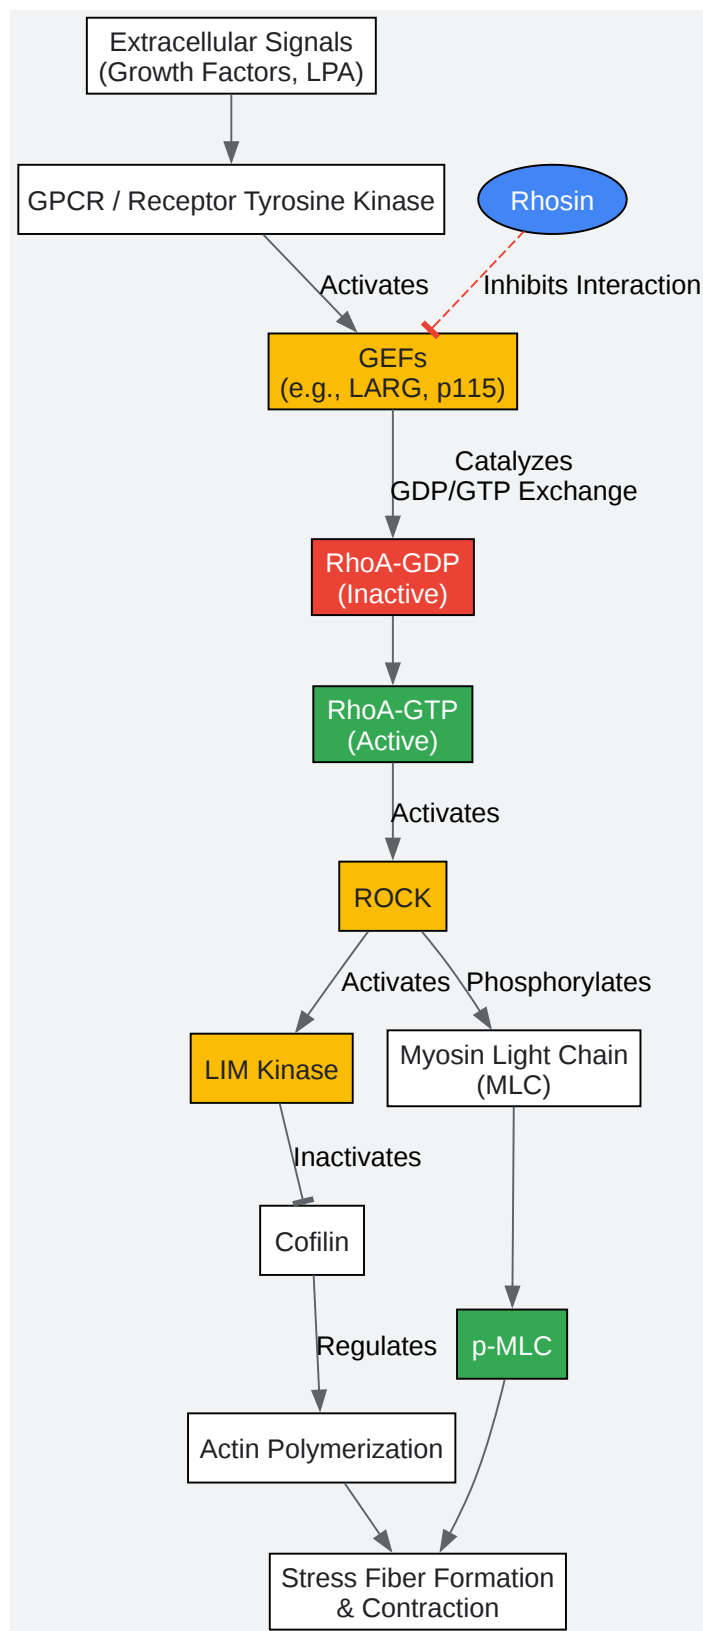 Extracellular Signals
(Growth Factors, LPA)
GPCR / Receptor Tyrosine Kinase
Rhosin
Activates
Inhibits Interaction
GEFs
(e.g., LARG, p115)
Catalyzes
GDP/GTP Exchange
RhoA-GDP
(Inactive)
RhoA-GTP
(Active)
Activates
ROCK
Activates
Phosphorylates
LIM Kinase
Myosin Light Chain
(MLC)
Inactivates
Cofilin
Regulates
p-MLC
Actin Polymerization
Stress Fiber Formation
& Contraction